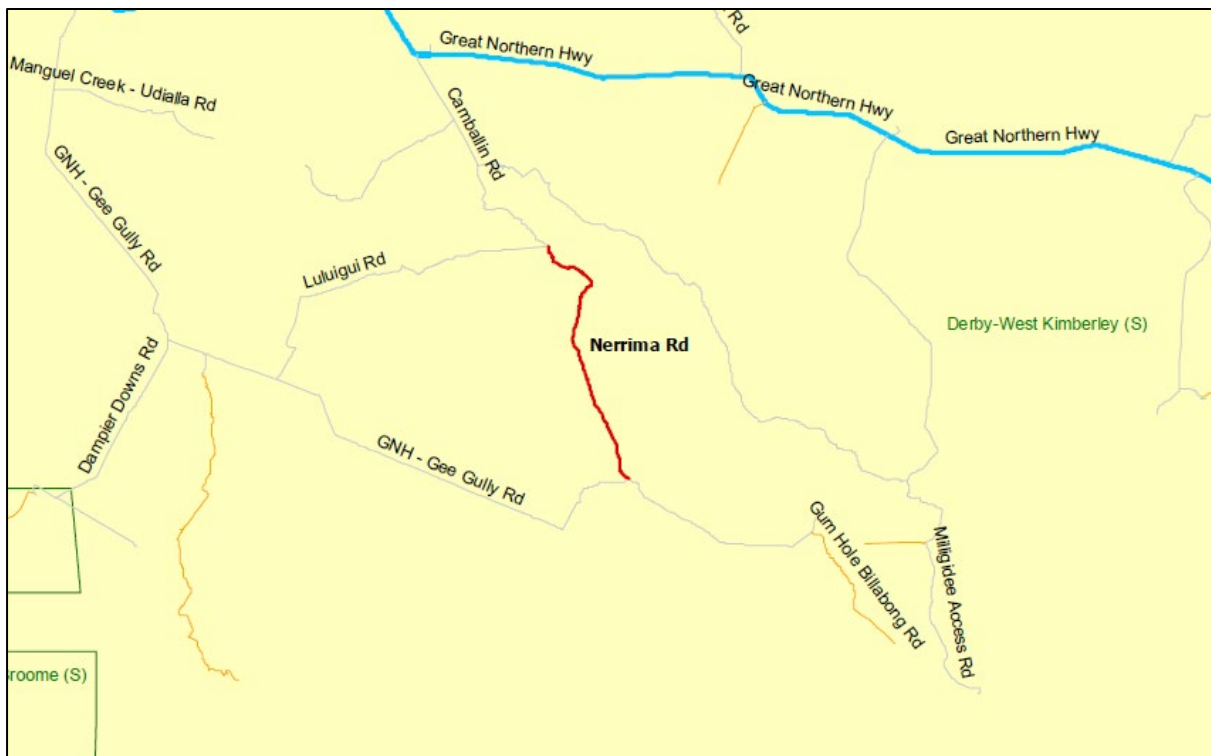 Rd
Great Northern Hwy
Manguel Creek - Udialla Rd
Great Northern Hwy
Great Northern Hwy
Camballin Rd
GNH - Gee Gully Rd
Luluigui Rd
Derby-West Kimberley (S)
Nerrima Rd
Dampier Downs Rd
GNH - Gee Gully Rd
Gum Hole Billabong Rd
Milligidee Access Rd
roome (S)